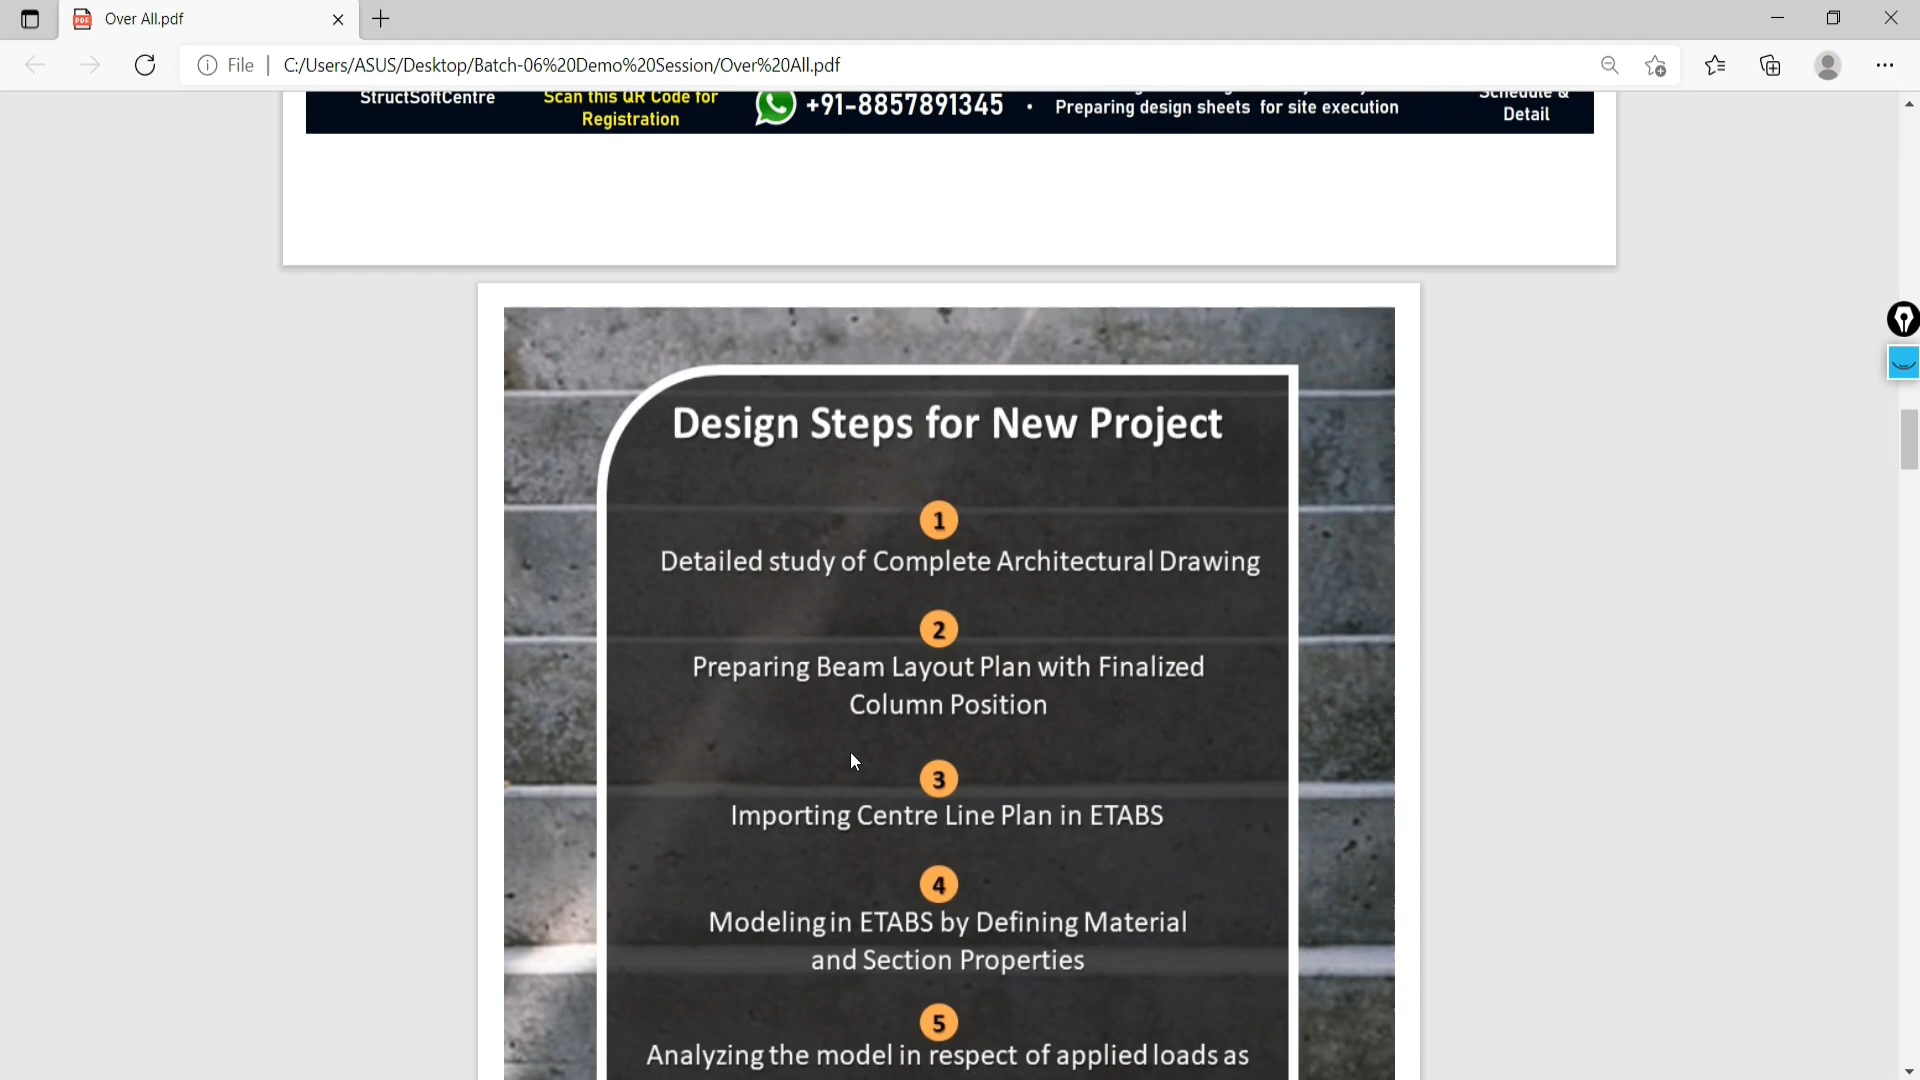 Over All.pdf
File
C:/Users/ASUS/Desktop/Batch-06%20Demo%20Session/Over%20All.pdf
StructSoftCentre
Scan this QR Code for
Registration
+91-8857891345
• Preparing design sheets for site execution
Schedule &
Detail
Design Steps for New Project
1
Detailed study of Complete Architectural Drawing
2
Preparing Beam Layout Plan with Finalized
Column Position
3
Importing Centre Line Plan in ETABS
4
Modeling in ETABS by Defining Material
and Section Properties
5
Analyzing the model in respect of applied loads as